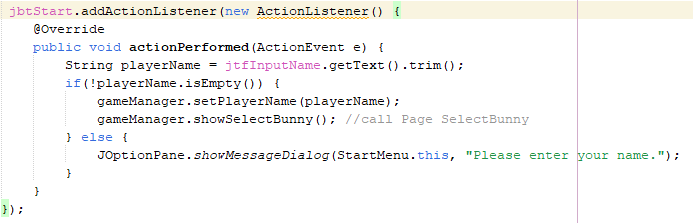 jbtStart.addActionListener(new ActionListener() {
@Override
public void actionPerformed(ActionEvent e) {
String playerName = jtfInputName.getText().trim();
if(!playerName.isEmpty()) {
gameManager.setPlayerName(playerName);
gameManager.showSelectBunny(); //call Page SelectBunny
} else {
JOptionPane.showMessageDialog(StartMenu.this, "Please enter your name.");
}
}
});